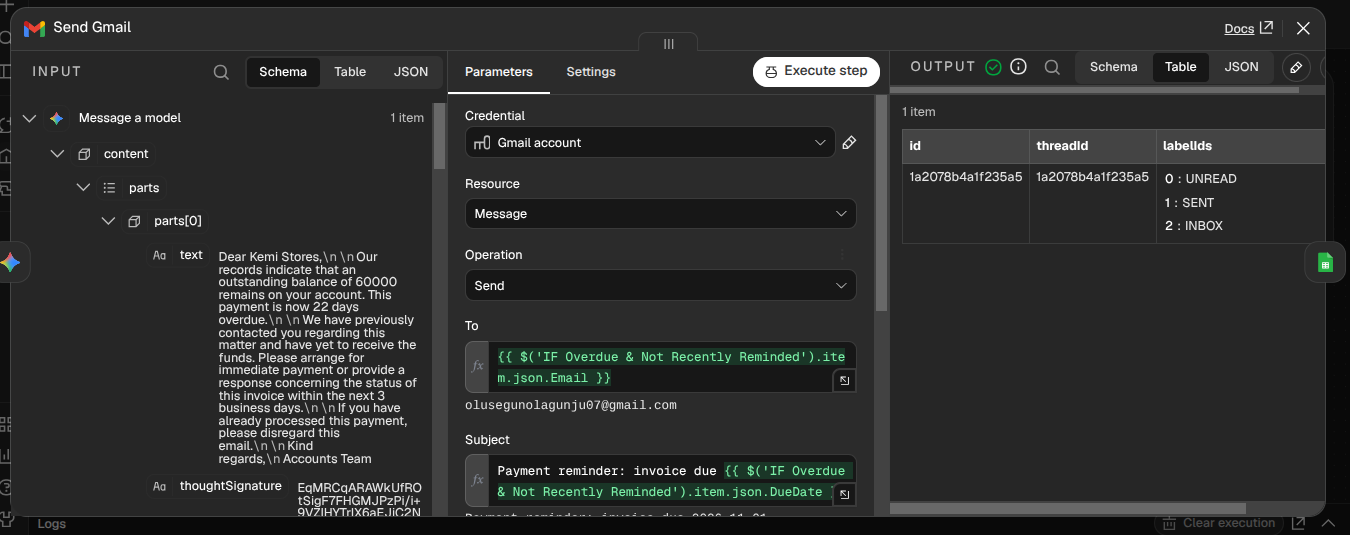 Send Gmail
Docs
INPUT
Schema
Table
JSON
Message a model
1 item
content
parts
parts[0]
Aa text
Dear Kemi Stores,\n \n Our
records indicate that an
outstanding balance of 60000
remains on your account. This
payment is now 22 days
overdue.\n \n We have previously
contacted you regarding this
matter and have yet to receive the
funds. Please arrange for
immediate payment or provide a
response concerning the status of
this invoice within the next 3
business days.\n \n If you have
already processed this payment,
please disregard this
email.\n \n Kind
regards,\n Accounts Team
Aa thoughtSignature
EqMRCqARAWkUfRO
tSigF7FHGMJPzPi/i+
Parameters
Settings
Execute step
Credential
Gmail account
Resource
Message
Operation
Send
To
fx
{{ $('IF Overdue & Not Recently Reminded').ite
m.json.Email }}
olusegunolagunju07@gmail.com
Subject
fx
Payment reminder: invoice due {{ $('IF Overdue
& Not Recently Reminded').item.json.DueDate
OUTPUT
Schema
Table
JSON
1 item
id
threadId
labelIds
1a2078b4a1f235a5
1a2078b4a1f235a5
0 : UNREAD
1 : SENT
2 : INBOX
Logs
Clear execution